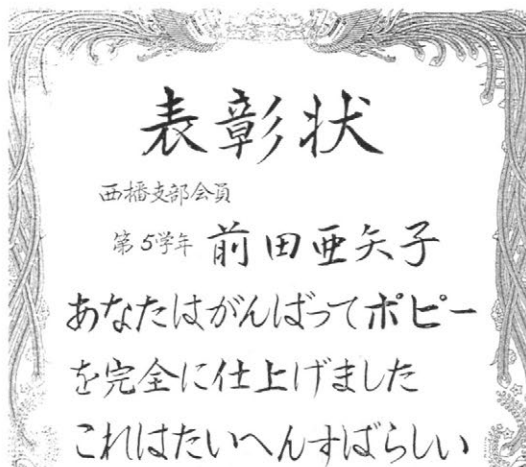 表彰状
西播支部会員
第5学年 前田亜矢子
あなたはがんばってポピー
を完全に仕上げました
これはたいへんすばらしい